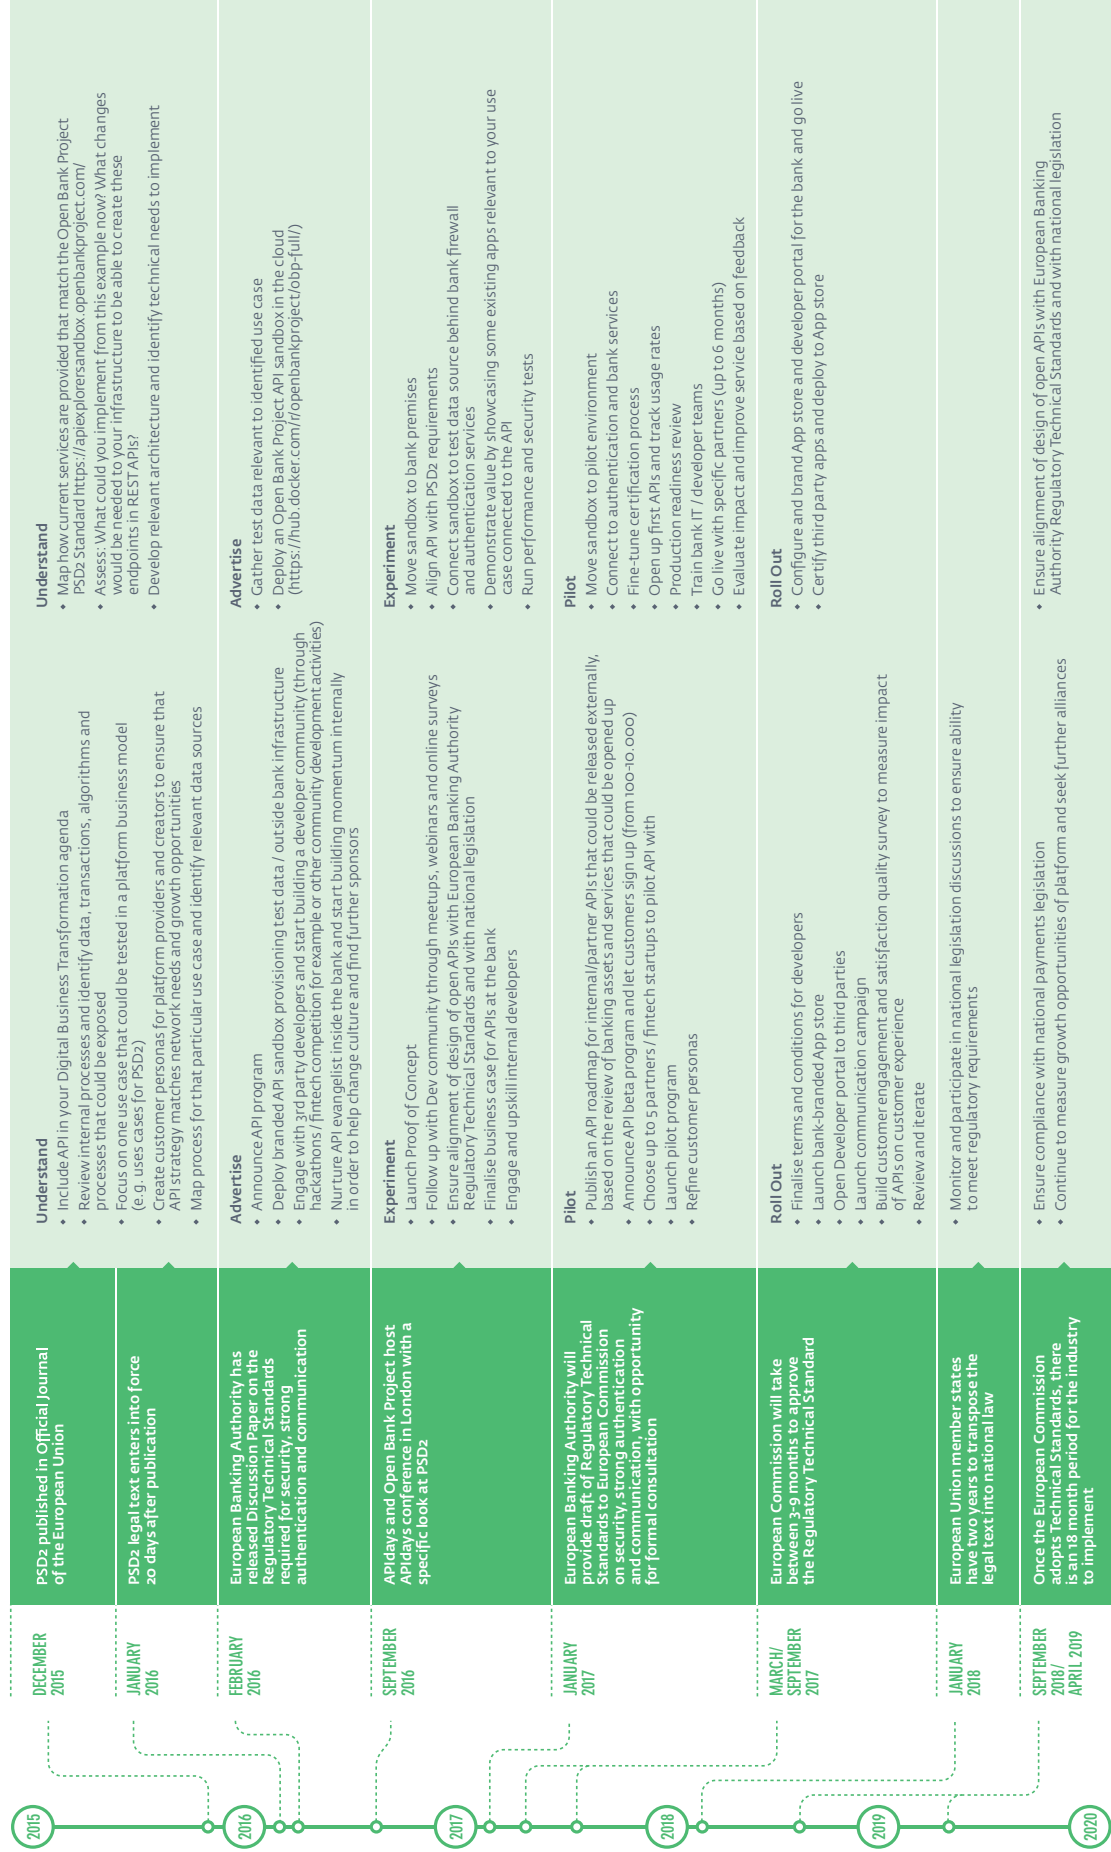 2015
2016
2017
2018
2019
2020
DECEMBER
2015
PSD2 published in Official Journal
of the European Union
JANUARY
2016
PSD2 legal text enters into force
20 days after publication
Understand
• Include API in your Digital Business Transformation agenda
• Review internal processes and identify data, transactions, algorithms and
processes that could be exposed
• Focus on one use case that could be tested in a platform business model
(e.g. uses cases for PSD2)
• Create customer personas for platform providers and creators to ensure that
API strategy matches network needs and growth opportunities
• Map process for that particular use case and identify relevant data sources
Understand
• Map how current services are provided that match the Open Bank Project
PSD2 Standard https://apiexplorersandbox.openbankproject.com/
• Assess: What could you implement from this example now? What changes
would be needed to your infrastructure to be able to create these
endpoints in REST APIs?
• Develop relevant architecture and identify technical needs to implement
FEBRUARY
2016
European Banking Authority has
released Discussion Paper on the
Regulatory Technical Standards
required for security, strong
authentication and communication
Advertise
• Announce API program
• Deploy branded API sandbox provisioning test data / outside bank infrastructure
• Engage with 3rd party developers and start building a developer community (through
hackathons / fintech competition for example or other community development activities)
• Nurture API evangelist inside the bank and start building momentum internally
in order to help change culture and find further sponsors
Advertise
• Gather test data relevant to identified use case
• Deploy an Open Bank Project API sandbox in the cloud
(https://hub.docker.com/r/openbankproject/obp-full/)
SEPTEMBER
2016
APIdays and Open Bank Project host
APIdays conference in London with a
specific look at PSD2
Experiment
• Launch Proof of Concept
• Follow up with Dev community through meetups, webinars and online surveys
• Ensure alignment of design of open APIs with European Banking Authority
Regulatory Technical Standards and with national legislation
• Finalise business case for APIs at the bank
• Engage and upskill internal developers
Experiment
• Move sandbox to bank premises
• Align API with PSD2 requirements
• Connect sandbox to test data source behind bank firewall
and authentication services
• Demonstrate value by showcasing some existing apps relevant to your use
case connected to the API
• Run performance and security tests
JANUARY
2017
European Banking Authority will
provide draft of Regulatory Technical
Standards to European Commission
on security, strong authentication
and communication, with opportunity
for formal consultation
Pilot
• Publish an API roadmap for internal/partner APIs that could be released externally,
based on the review of banking assets and services that could be opened up
• Announce API beta program and let customers sign up (from 100-10.000)
• Choose up to 5 partners / fintech startups to pilot API with
• Launch pilot program
• Refine customer personas
Pilot
• Move sandbox to pilot environment
• Connect to authentication and bank services
• Fine-tune certification process
• Open up first APIs and track usage rates
• Production readiness review
• Train bank IT / developer teams
• Go live with specific partners (up to 6 months)
• Evaluate impact and improve service based on feedback
MARCH/
SEPTEMBER
2017
European Commission will take
between 3-9 months to approve
the Regulatory Technical Standard
Roll Out
• Finalise terms and conditions for developers
• Launch bank-branded App store
• Open Developer portal to third parties
• Launch communication campaign
• Build customer engagement and satisfaction quality survey to measure impact
of APIs on customer experience
• Review and iterate
Roll Out
• Configure and brand App store and developer portal for the bank and go live
• Certify third party apps and deploy to App store
JANUARY
2018
European Union member states
have two years to transpose the
legal text into national law
• Monitor and participate in national legislation discussions to ensure ability
to meet regulatory requirements
SEPTEMBER
2018/
APRIL 2019
Once the European Commission
adopts Technical Standards, there
is an 18 month period for the industry
to implement
• Ensure compliance with national payments legislation
• Continue to measure growth opportunities of platform and seek further alliances
• Ensure alignment of design of open APIs with European Banking
Authority Regulatory Technical Standards and with national legislation